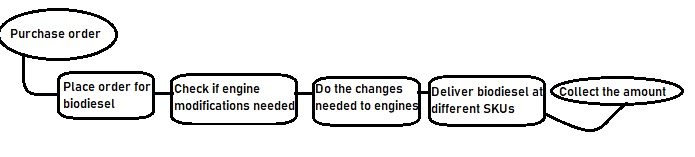 Purchase order
Place order for
biodiesel
Check if engine
modifications needed
Do the changes
needed to engines
Deliver biodiesel at
different SKUs
Collect the amount